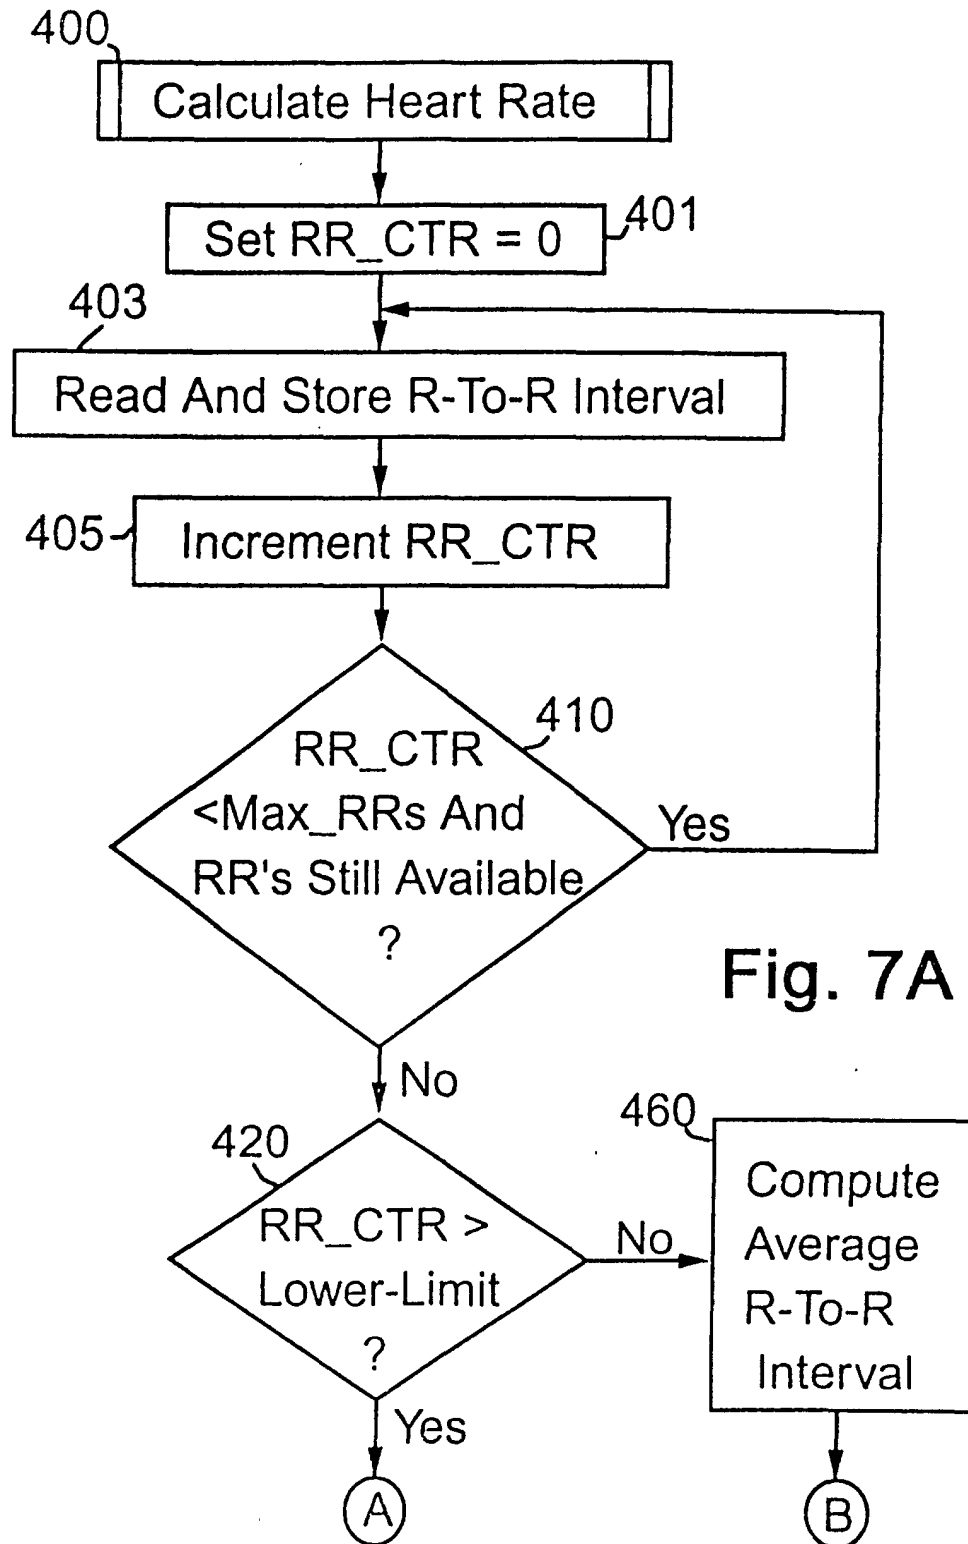 400
Calculate Heart Rate
Set RR_CTR = 0
401
403
Read And Store R-To-R Interval
405
Increment RR_CTR
410
RR_CTR
<Max_RRs And
RR's Still Available
?
Yes
Fig. 7A
No
420
RR_CTR >
Lower-Limit
?
No
Yes
A
460
Compute
Average
R-To-R
Interval
B